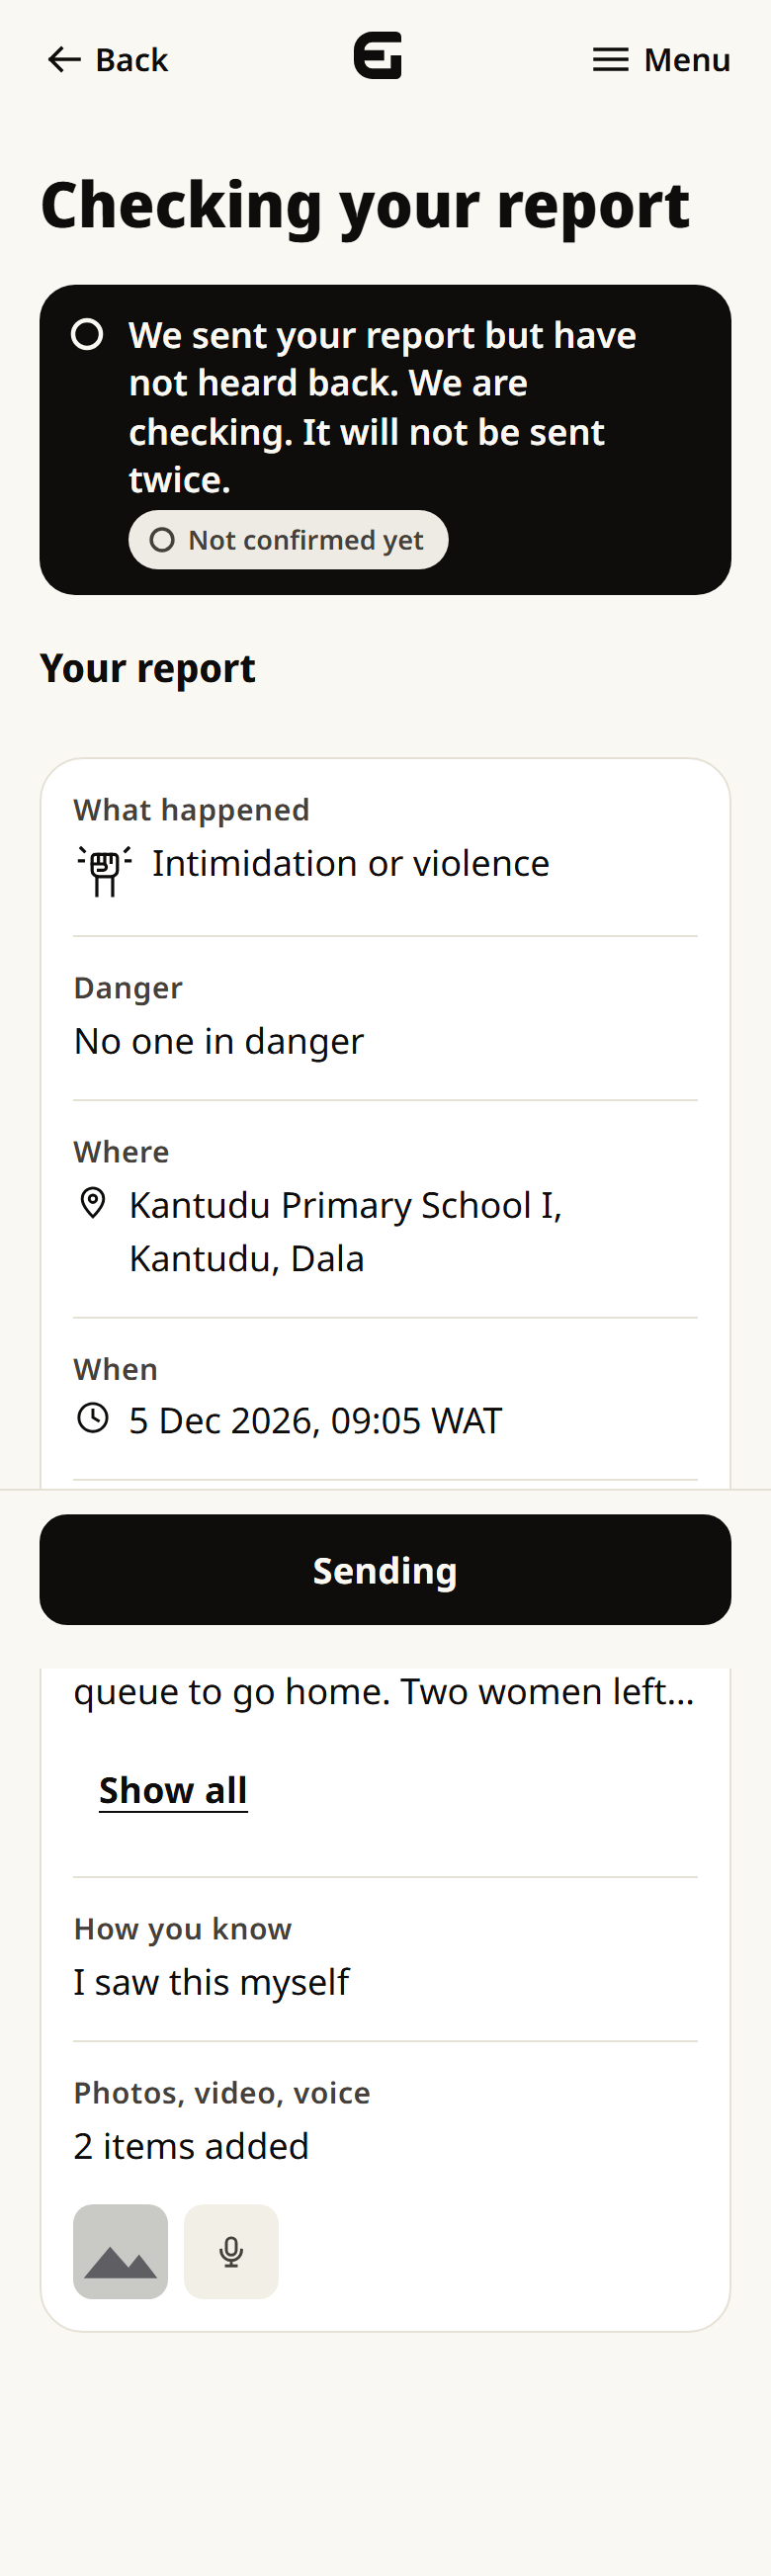 Back
Menu
Checking your report
We sent your report but have
not heard back. We are
checking. It will not be sent
twice.
Not confirmed yet
Your report
What happened
Intimidation or violence
Danger
No one in danger
Where
Kantudu Primary School I,
Kantudu, Dala
When
5 Dec 2026, 09:05 WAT
Sending
queue to go home. Two women left...
Show all
How you know
I saw this myself
Photos, video, voice
2 items added